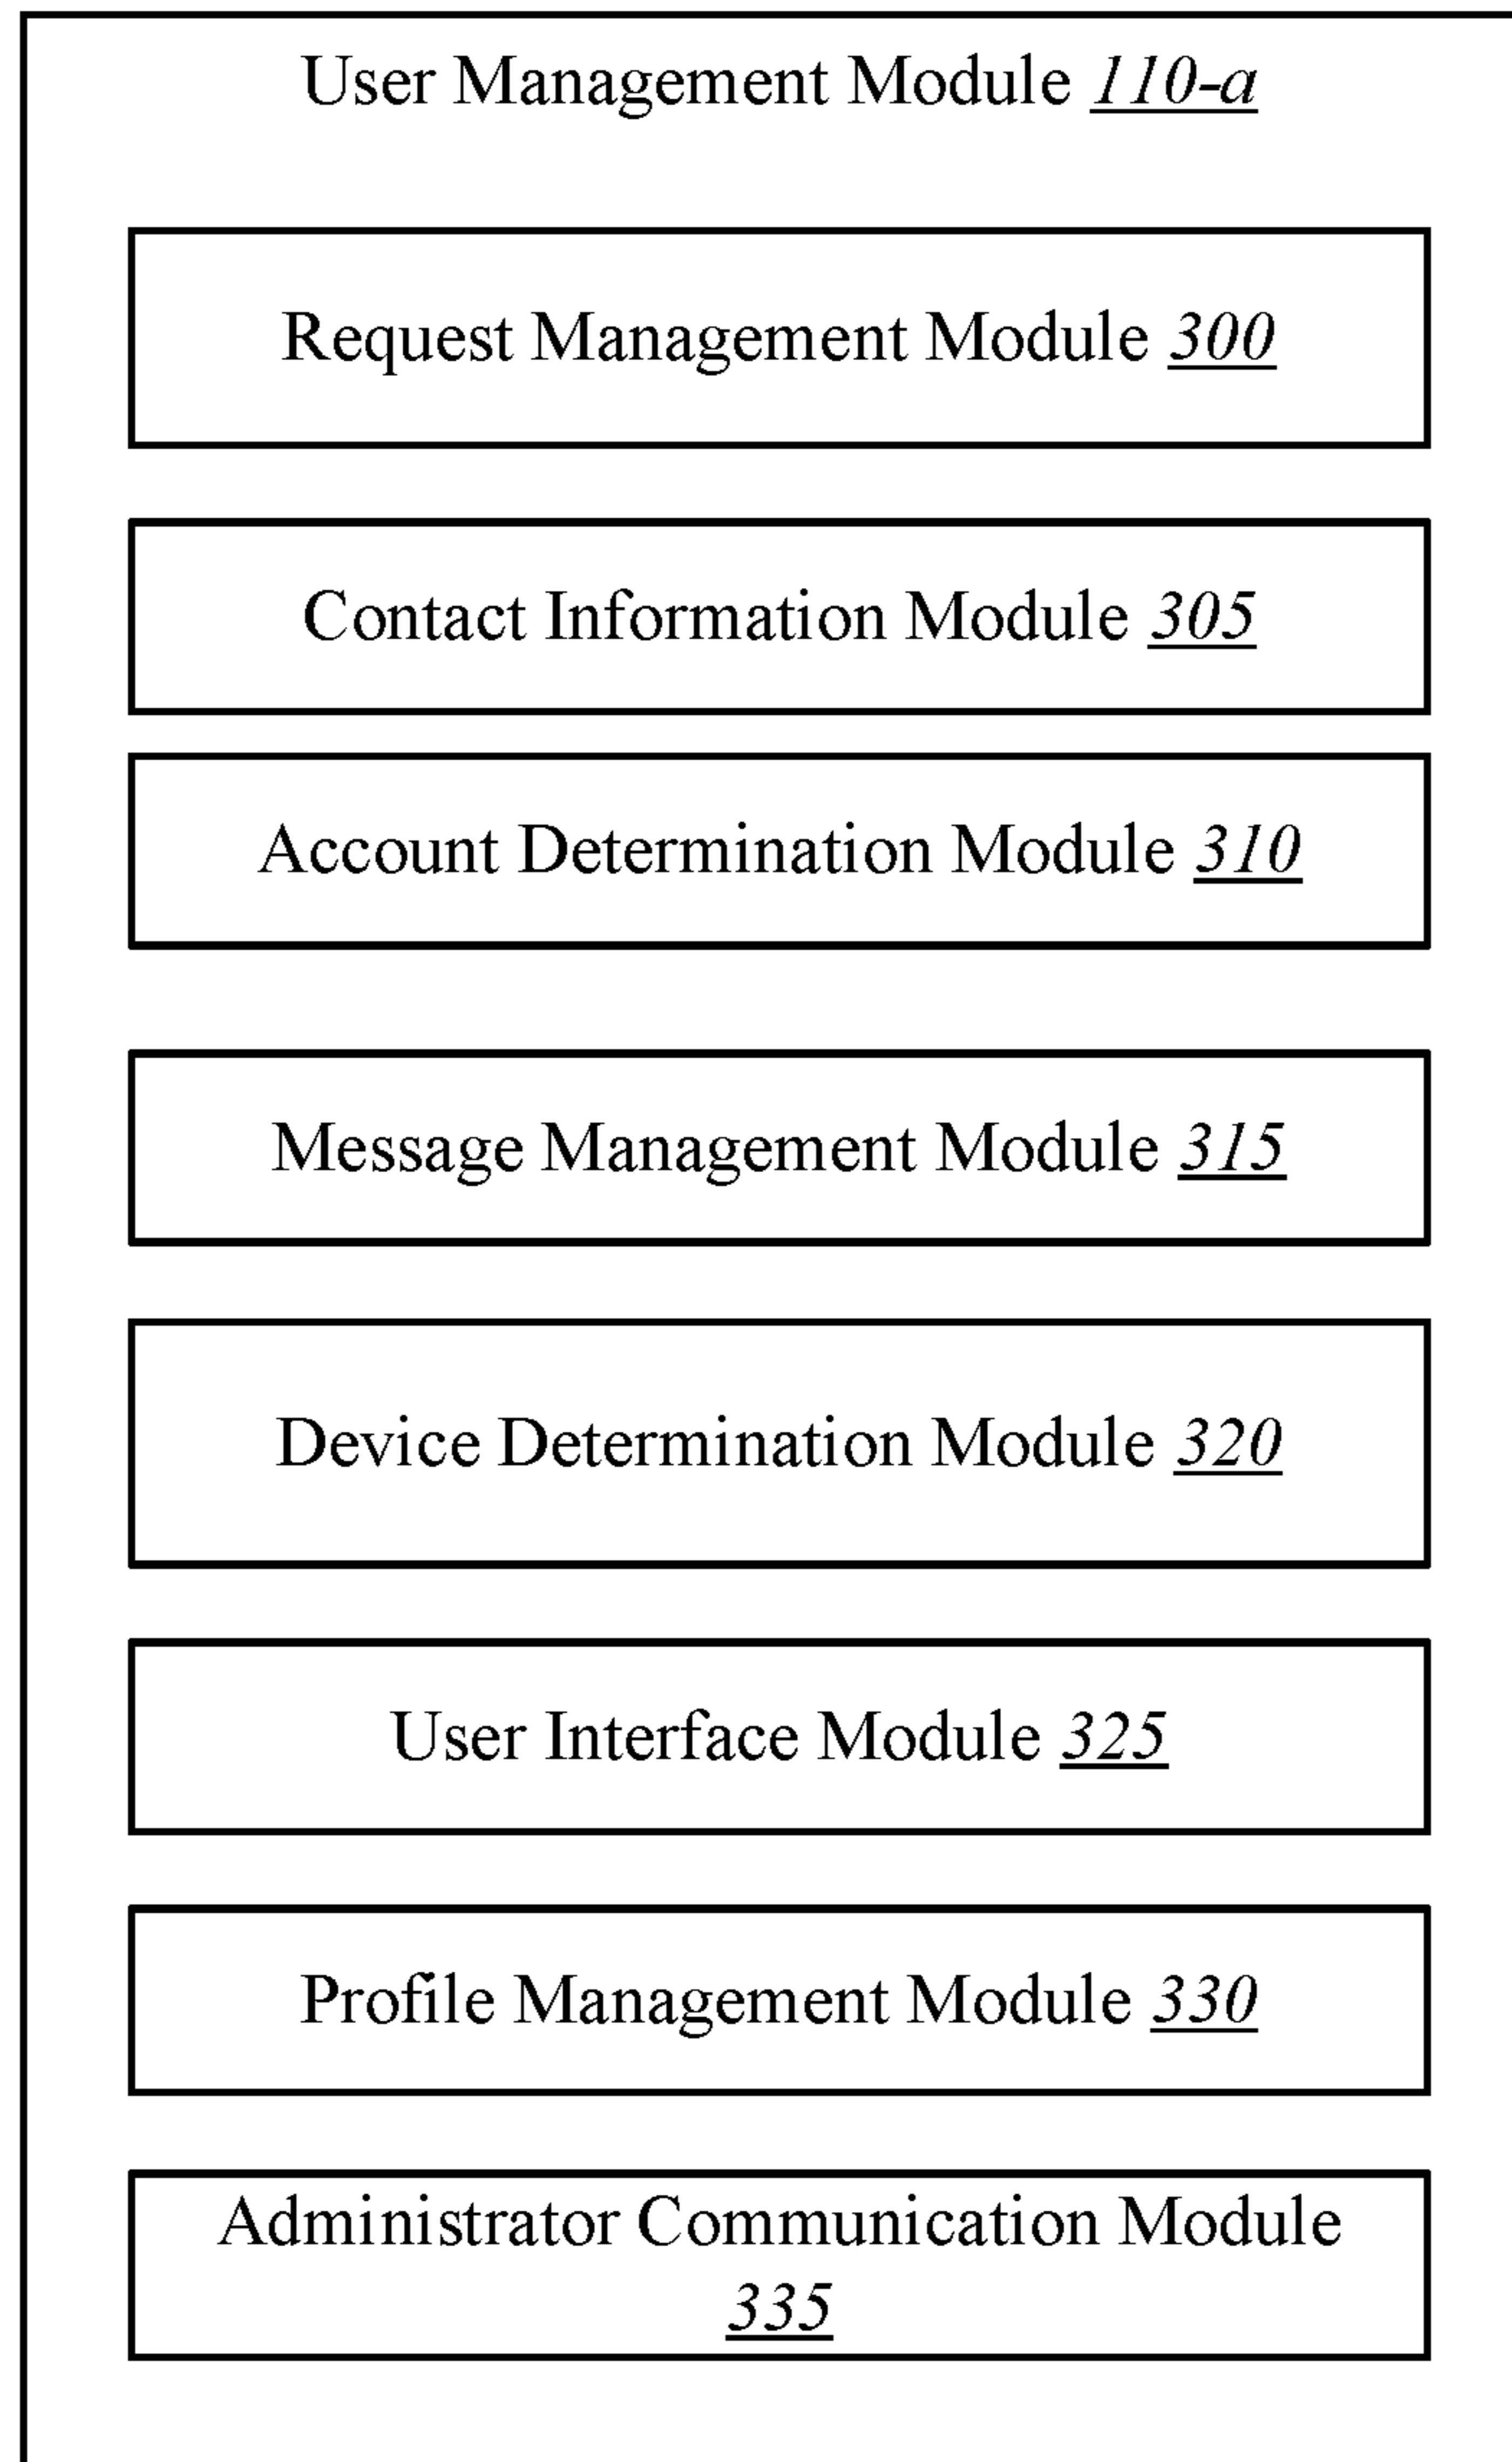 User Management Module 110-a
Request Management Module 300
Contact Information Module 305
Account Determination Module 310
Message Management Module 315
Device Determination Module 320
User Interface Module 325
Profile Management Module 330
Administrator Communication Module
335